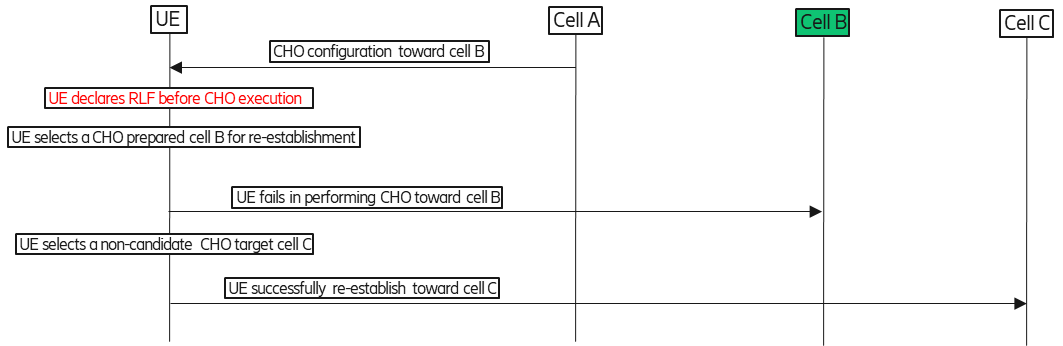 UE
Cell A
Cell B
Cell C
CHO configuration toward cell B
UE declares RLF before CHO execution
UE selects a CHO prepared cell B for re-establishment
UE fails in performing CHO toward cell B
UE selects a non-candidate CHO target cell C
UE successfully re-establish toward cell C